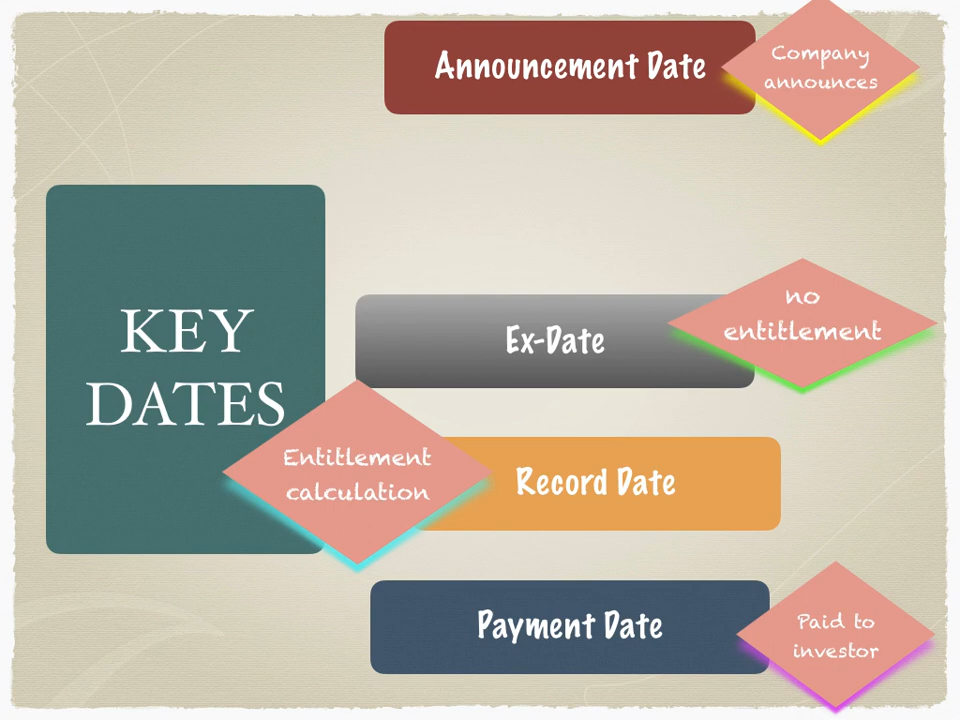 Announcement Date
Company
announces
KEY
DATES
Ex-Date
no
entitlement
Entitlement
calculation
Record Date
Payment Date
Paid to
investor